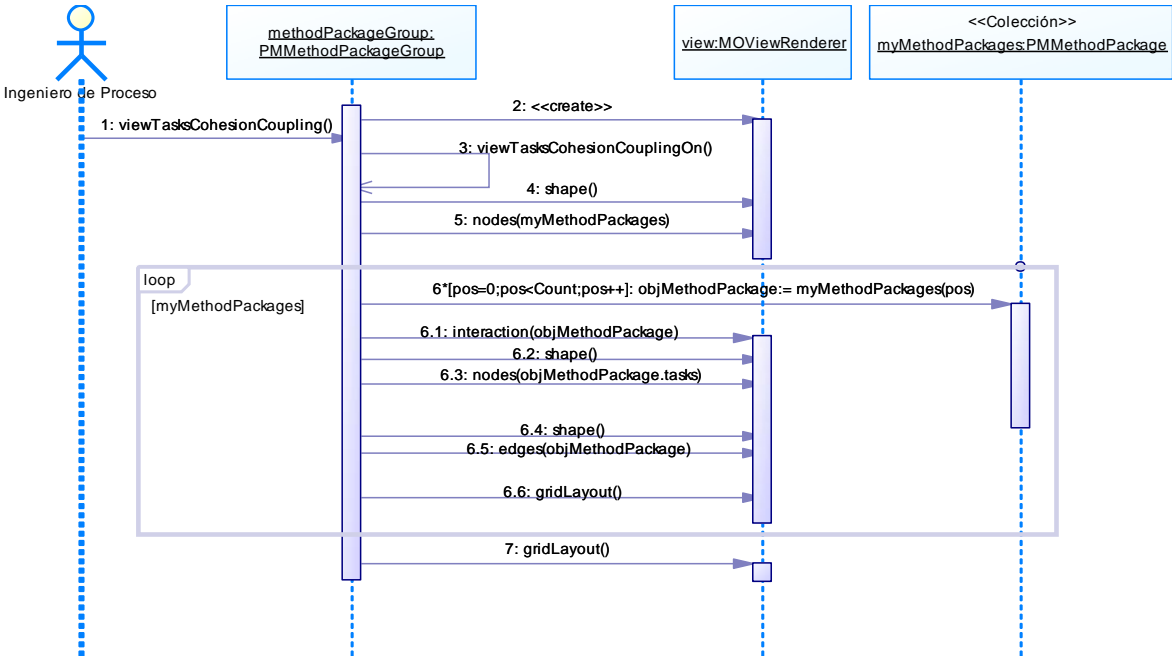 methodPackageGroup:
PMMethodPackageGroup
view:MOViewRenderer
<<Colección>>
myMethodPackages:PMMethodPackage
Ingeniero de Proceso
2: <<create>>
1: viewTasksCohesionCoupling()
3: viewTasksCohesionCouplingOn()
4: shape()
5: nodes(myMethodPackages)
loop
[myMethodPackages]
6*[pos=0;pos<Count;pos++]: objMethodPackage:= myMethodPackages(pos)
6.1: interaction(objMethodPackage)
6.2: shape()
6.3: nodes(objMethodPackage.tasks)
6.4: shape()
6.5: edges(objMethodPackage)
6.6: gridLayout()
7: gridLayout()